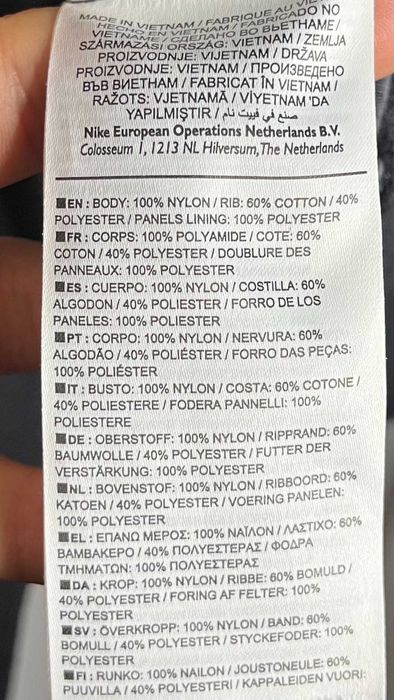 MADE IN VIETNAM / FABRIQUE AU
HECHO EN VIETNAM / FABRICADO NO
VIETNAME / СДЕЛАНО ВО ВЬЕТНАМЕ /
SZÁRMAZÁSI ORSZÁG: VIETNAM / ZEMLJA
PROIZVODNJE: VIJETNAM / DRŽAVA
PROIZVODNJE: VIETNAM / ПРОИЗВЕДЕНО
ВЪВ ВИЕТНАМ / FABRICAT ÎN VIETNAM /
RAŽOTS: VJETNAMĀ / VİYETNAM 'DA
YAPILMIŞTIR / صنع في فييت نام
Nike European Operations Netherlands B.V.
Colosseum 1, 1213 NL Hilversum, The Netherlands
EN : BODY: 100% NYLON / RIB: 60% COTTON / 40%
POLYESTER / PANELS LINING: 100% POLYESTER
FR : CORPS: 100% POLYAMIDE / COTE: 60%
COTON / 40% POLYESTER / DOUBLURE DES
PANNEAUX: 100% POLYESTER
ES : CUERPO: 100% NYLON / COSTILLA: 60%
ALGODON / 40% POLIESTER / FORRO DE LOS
PANELES: 100% POLIESTER
PT : CORPO: 100% NYLON / NERVURA: 60%
ALGODÃO / 40% POLIÉSTER / FORRO DAS PEÇAS:
100% POLIÉSTER
IT : BUSTO: 100% NYLON / COSTA: 60% COTONE /
40% POLIESTERE / FODERA PANNELLI: 100%
POLIESTERE
DE : OBERSTOFF: 100% NYLON / RIPPRAND: 60%
BAUMWOLLE / 40% POLYESTER / FUTTER DER
VERSTÄRKUNG: 100% POLYESTER
NL : BOVENSTOF: 100% NYLON / RIBBOORD: 60%
KATOEN / 40% POLYESTER / VOERING PANELEN:
100% POLYESTER
EL : ΕΠΑΝΩ ΜΕΡΟΣ: 100% ΝΑΪΛΟΝ / ΛΑΣΤΙΧΟ: 60%
ΒΑΜΒΑΚΕΡΟ / 40% ΠΟΛΥΕΣΤΕΡΑΣ / ΦΟΔΡΑ
ΤΜΗΜΑΤΩΝ: 100% ΠΟΛΥΕΣΤΕΡΑΣ
DA : KROP: 100% NYLON / RIBBE: 60% BOMULD /
40% POLYESTER / FORING AF FELTER: 100%
POLYESTER
SV : ÖVERKROPP: 100% NYLON / BAND: 60%
BOMULL / 40% POLYESTER / STYCKEFODER: 100%
POLYESTER
FI : RUNKO: 100% NAILON / JOUSTONEULE: 60%
PUUVILLA / 40% POLYESTERI / KAPPALEIDEN VUORI: